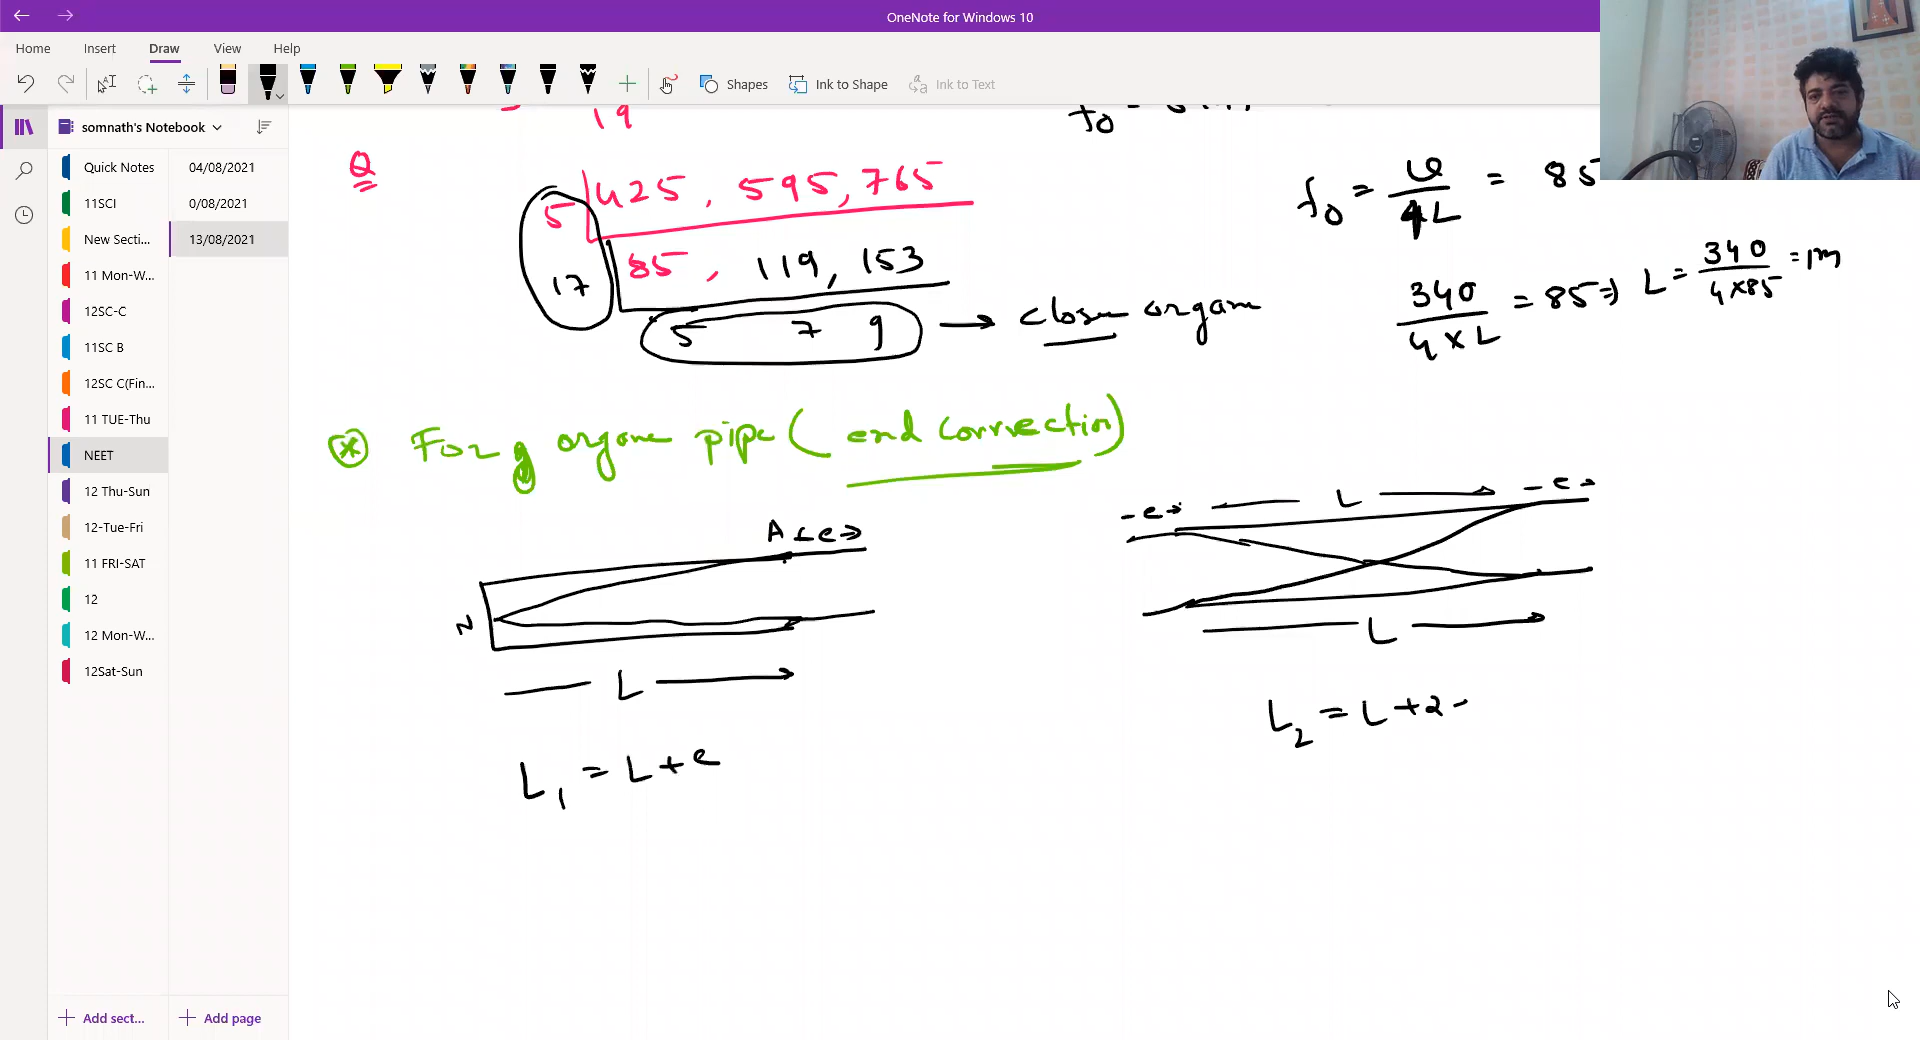 OneNote for Windows 10
Home Insert Draw View Help
Shapes Ink to Shape Ink to Text
somnath's Notebook
Quick Notes
11SCI
New Secti...
11 Mon-W...
12SC-C
11SC B
12SC C(Fin...
11 TUE-Thu
NEET
12 Thu-Sun
12-Tue-Fri
11 FRI-SAT
12
12 Mon-W...
12Sat-Sun
Add sect...
04/08/2021
0/08/2021
13/08/2021
Add page
19
Q
5 425, 595, 765
17 85, 119, 153
5 7 9 → close organe
f0 = v/4L = 85
340/4×L = 85 ⇒ L = 340/4×85 = 1m
* For organe pipe (end correction)
A e
N
L
L1 = L+e
e L e
L
L2 = L+2